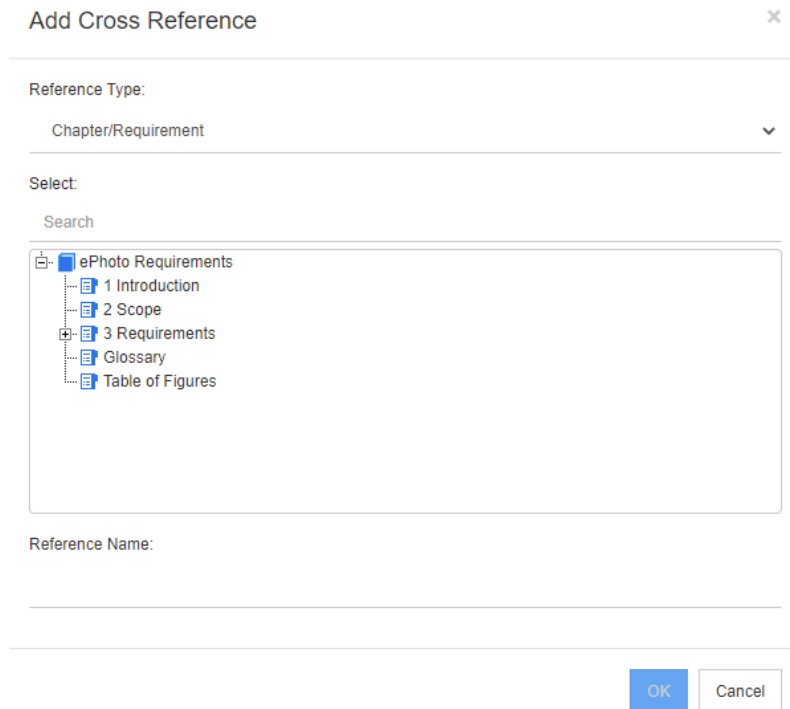 Add Cross Reference
×
Reference Type:
Chapter/Requirement
Select:
Search
ePhoto Requirements
1 Introduction
2 Scope
3 Requirements
Glossary
Table of Figures
Reference Name:
OK Cancel